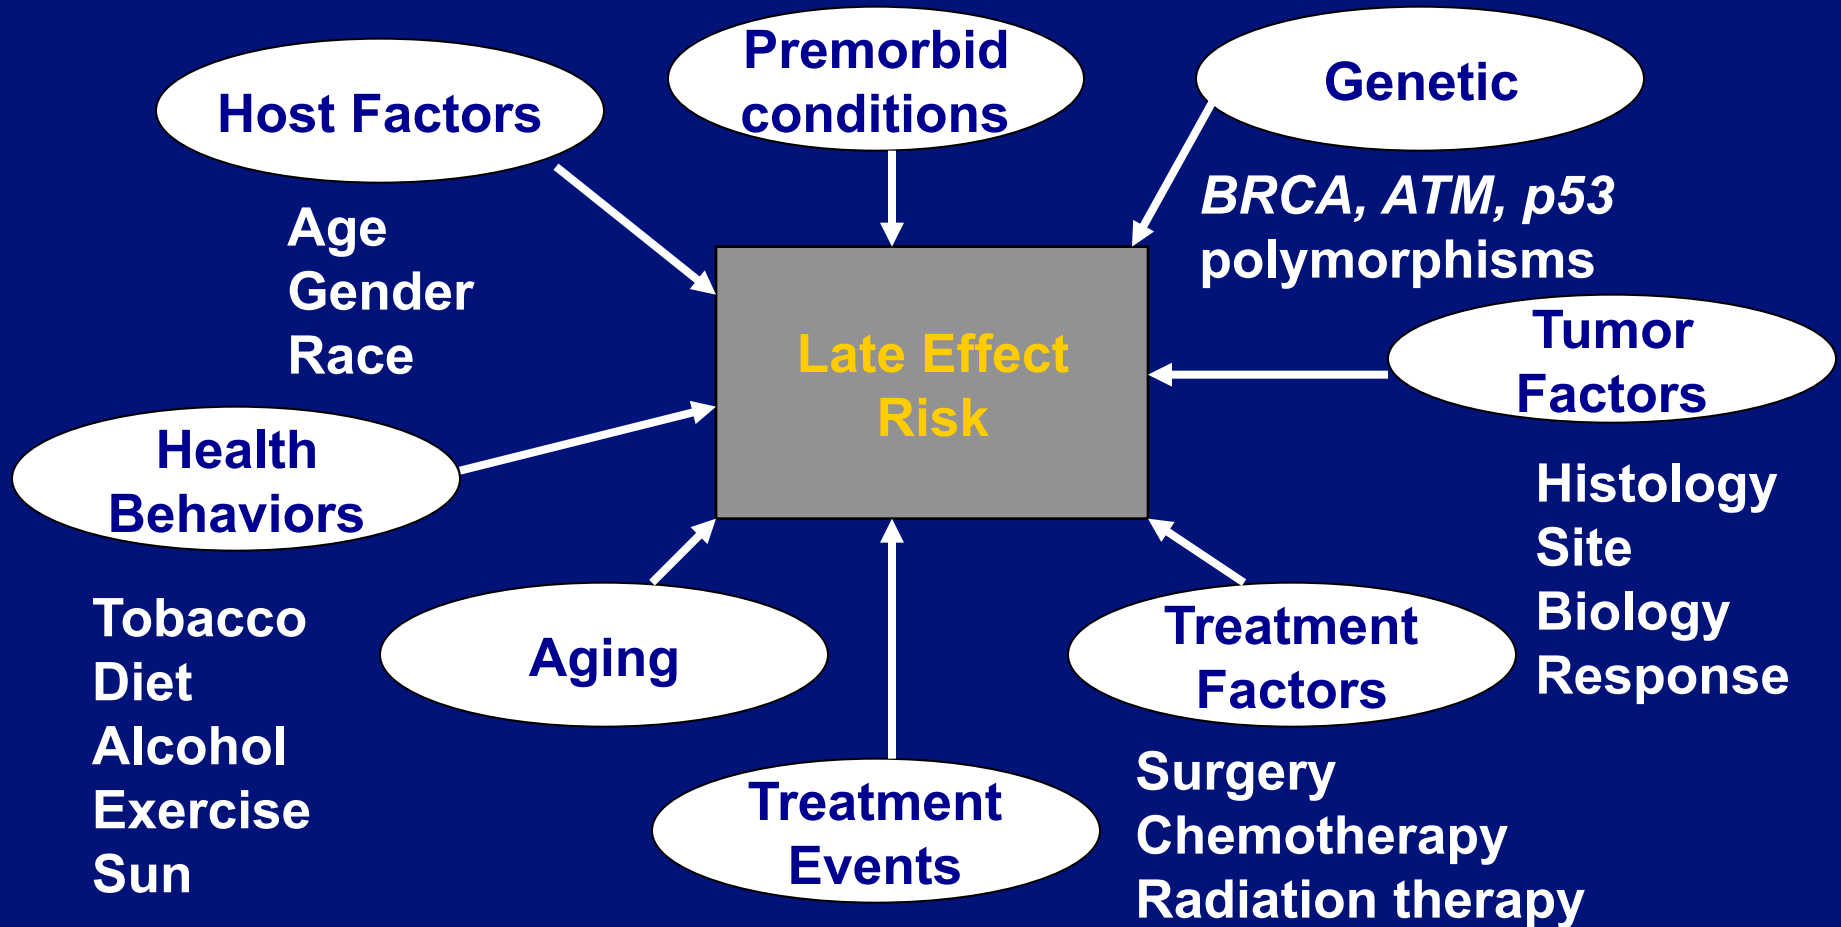 Host Factors
Age
Gender
Race
Premorbid
conditions
Genetic
BRCA, ATM, p53
polymorphisms
Late Effect
Risk
Tumor
Factors
Histology
Site
Biology
Response
Health
Behaviors
Tobacco
Diet
Alcohol
Exercise
Sun
Aging
Treatment
Events
Treatment
Factors
Surgery
Chemotherapy
Radiation therapy